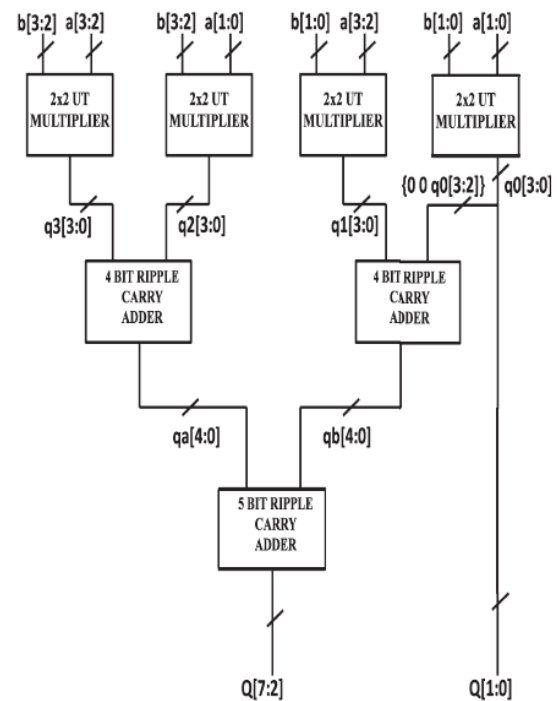 b[3:2] a[3:2] b[3:2] a[1:0] b[1:0] a[3:2] b[1:0] a[1:0]
2x2 UT
MULTIPLIER
2x2 UT
MULTIPLIER
2x2 UT
MULTIPLIER
2x2 UT
MULTIPLIER
{0 0 q0[3:2]} q0[3:0]
q3[3:0] q2[3:0] q1[3:0]
4 BIT RIPPLE
CARRY
ADDER
4 BIT RIPPLE
CARRY
ADDER
qa[4:0] qb[4:0]
5 BIT RIPPLE
CARRY
ADDER
Q[7:2] Q[1:0]